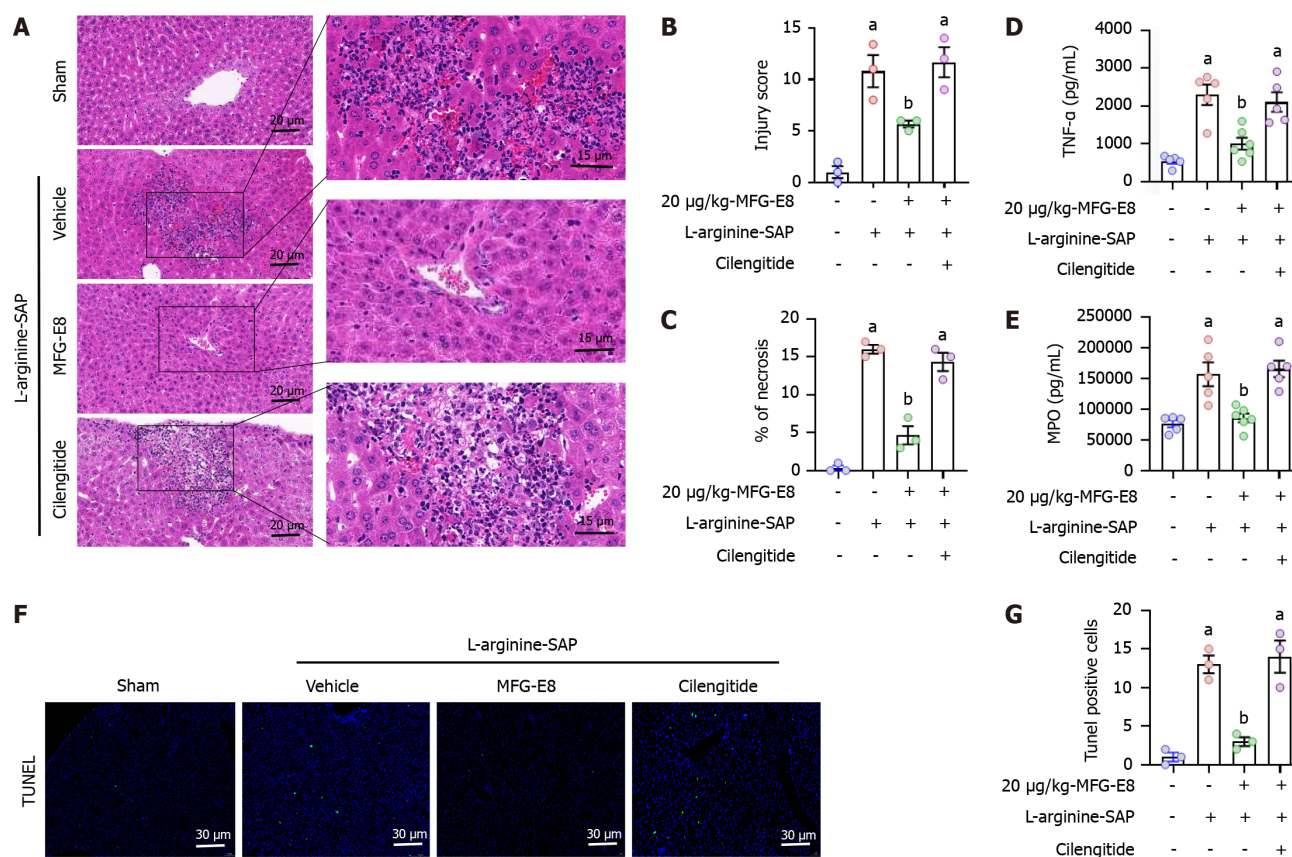 A
Sham
20 µm
15 µm
L-arginine-SAP
Vehicle
20 µm
MFG-E8
20 µm
15 µm
Cilengitide
20 µm
15 µm
B
Injury score
15
10
5
0
a
b
a
20 µg/kg-MFG-E8 - - + +
L-arginine-SAP - + + +
Cilengitide - - - +
C
% of necrosis
20
15
10
5
0
a
b
a
20 µg/kg-MFG-E8 - - + +
L-arginine-SAP - + + +
Cilengitide - - - +
D
TNF-α (pg/mL)
4000
3000
2000
1000
0
a
b
a
20 µg/kg-MFG-E8 - - + +
L-arginine-SAP - + + +
Cilengitide - - - +
E
MPO (pg/mL)
250000
200000
150000
100000
50000
0
a
b
a
20 µg/kg-MFG-E8 - - + +
L-arginine-SAP - + + +
Cilengitide - - - +
F
L-arginine-SAP
Sham Vehicle MFG-E8 Cilengitide
TUNEL
30 µm 30 µm 30 µm 30 µm
G
Tunel positive cells
20
15
10
5
0
a
b
a
20 µg/kg-MFG-E8 - - + +
L-arginine-SAP - + + +
Cilengitide - - - +